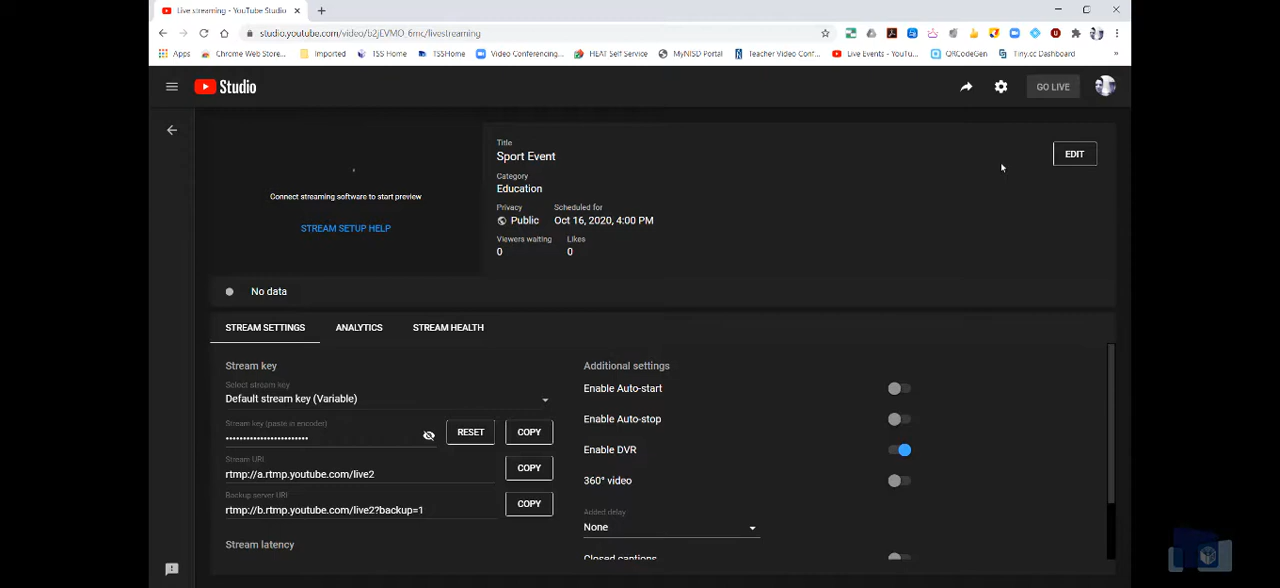 Live streaming - YouTube Studio
studio.youtube.com/video/b2jEVMO_6mc/livestreaming
Apps Chrome Web Store... Imported TSS Home TSSHome Video Conferencing... HEAT Self Service MyNISD Portal Teacher Video Conf... Live Events - YouTu... QRCodeGen Tiny.cc Dashboard
Studio GO LIVE
Title
Sport Event EDIT
Category
Education
Connect streaming software to start preview
STREAM SETUP HELP
Privacy Scheduled for
Public Oct 16, 2020, 4:00 PM
Viewers waiting Likes
0 0
No data
STREAM SETTINGS ANALYTICS STREAM HEALTH
Stream key
Select stream key
Default stream key (Variable)
Stream key (paste in encoder)
•••••••••••••••••••••••• RESET COPY
Stream URL
rtmp://a.rtmp.youtube.com/live2 COPY
Backup server URL
rtmp://b.rtmp.youtube.com/live2?backup=1 COPY
Stream latency
Additional settings
Enable Auto-start
Enable Auto-stop
Enable DVR
360° video
Added delay
None
Closed captions